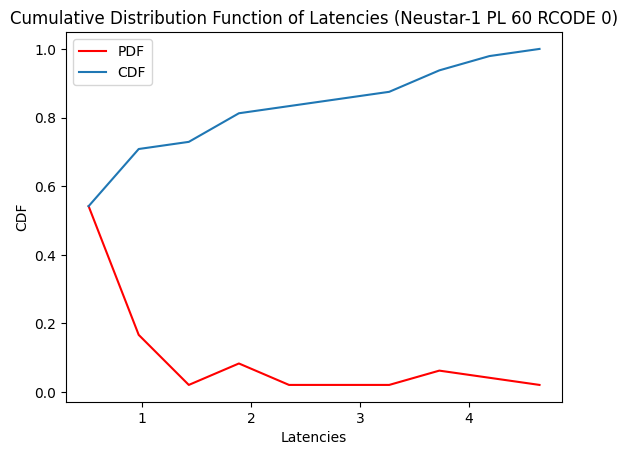 Cumulative Distribution Function of Latencies (Neustar-1 PL 60 RCODE 0)
PDF
CDF
1.0
0.8
0.6
0.4
0.2
0.0
CDF
1 2 3 4
Latencies